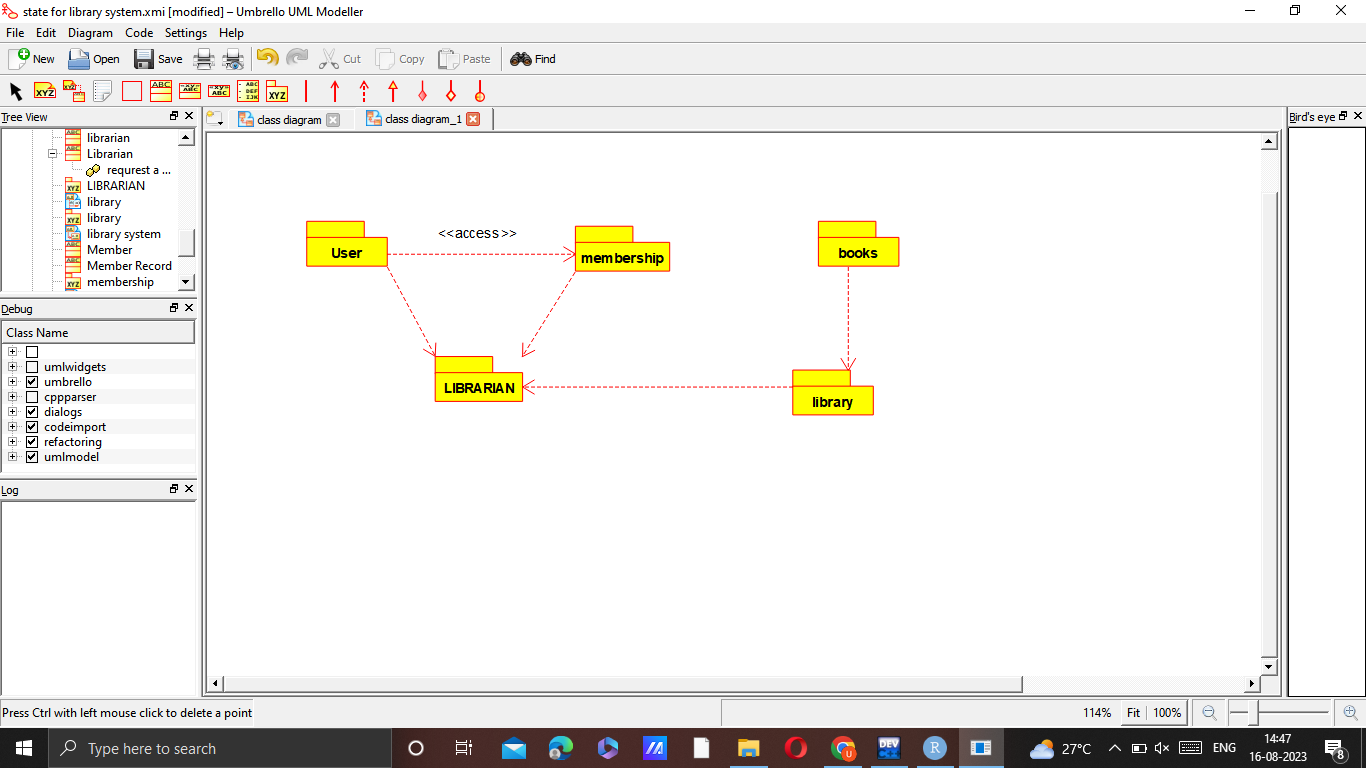 state for library system.xmi [modified] – Umbrello UML Modeller
File Edit Diagram Code Settings Help
New Open Save Cut Copy Paste Find
Tree View
class diagram class diagram_1
Bird's eye
librarian
Librarian
requrest a ...
LIBRARIAN
library
library
library system
Member
Member Record
membership
Debug
Class Name
umlwidgets
umbrello
cppparser
dialogs
codeimport
refactoring
umlmodel
Log
<<access>>
User
membership
books
LIBRARIAN
library
Press Ctrl with left mouse click to delete a point
114% Fit 100%
Type here to search
DEV
R
27°C
ENG
14:47
16-08-2023
8